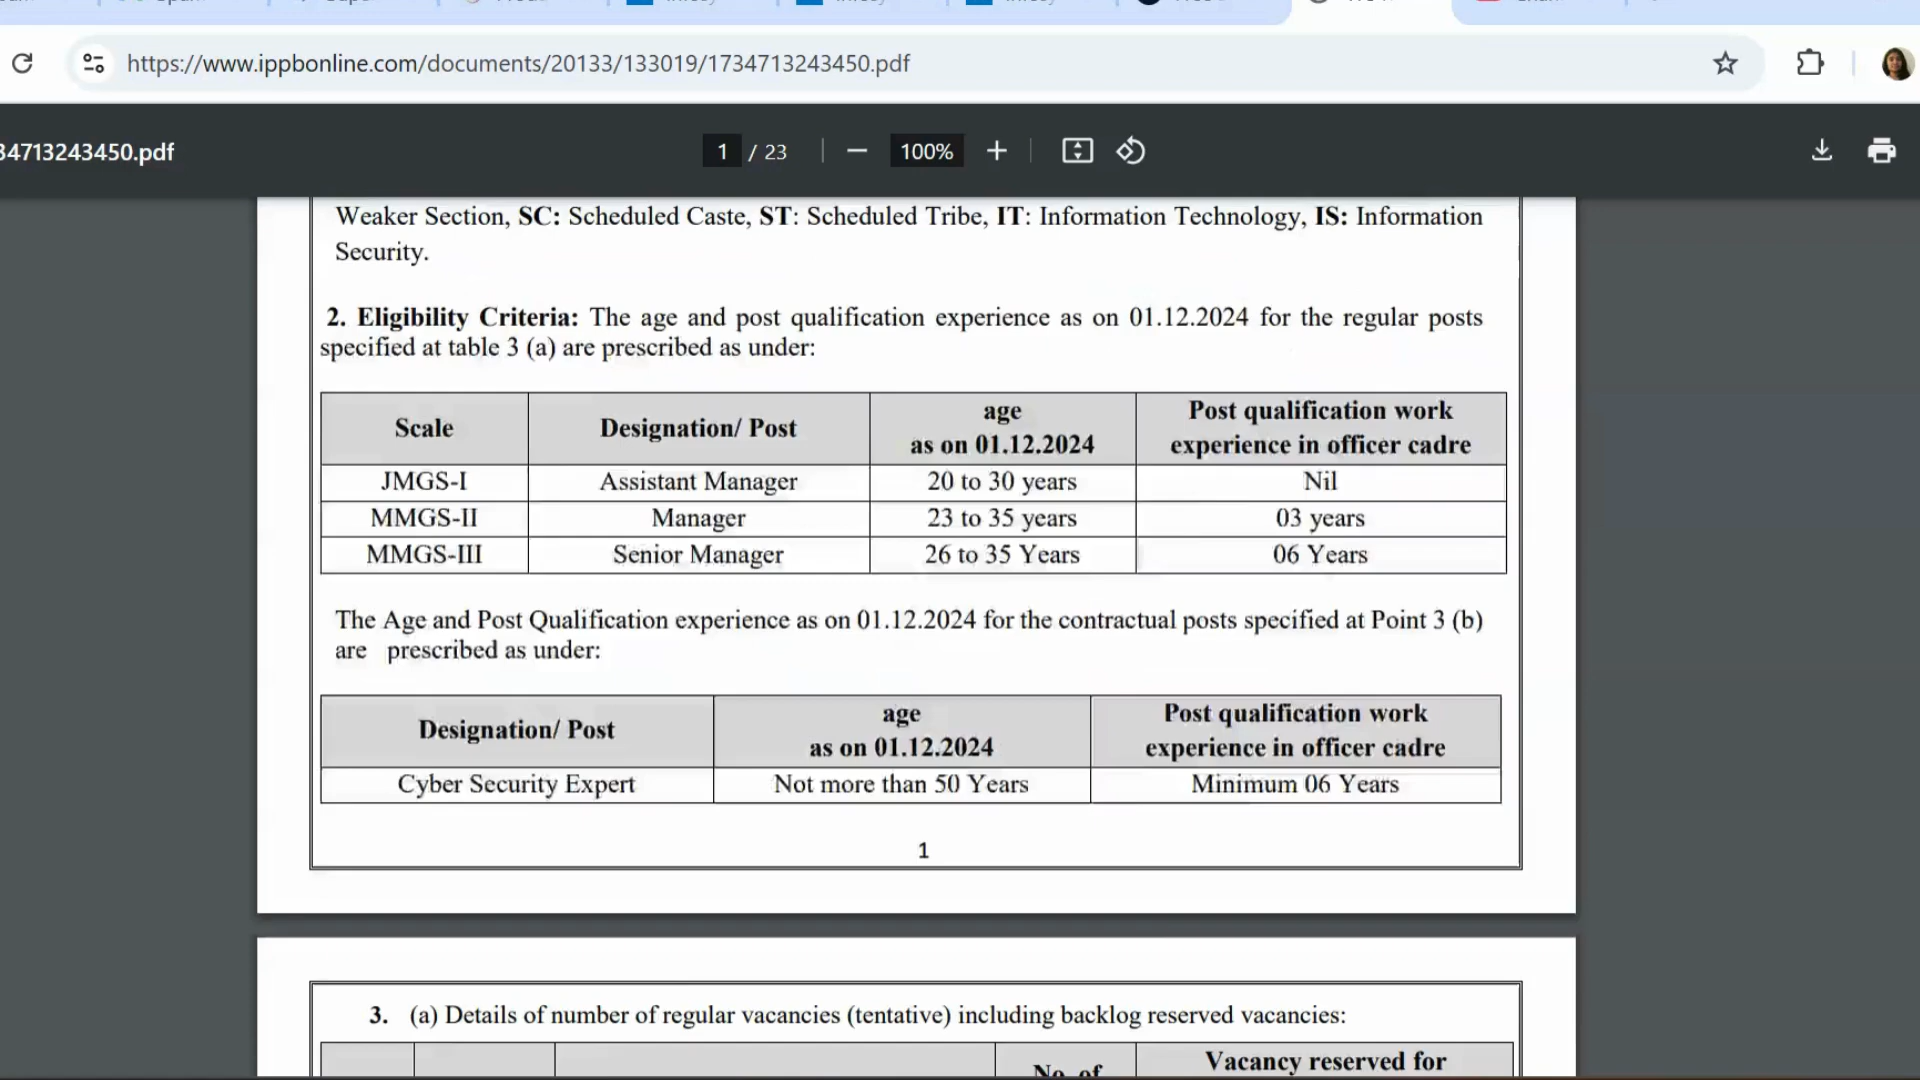 https://www.ippbonline.com/documents/20133/133019/1734713243450.pdf
34713243450.pdf
1 / 23
100%
Weaker Section, SC: Scheduled Caste, ST: Scheduled Tribe, IT: Information Technology, IS: Information
Security.
2. Eligibility Criteria: The age and post qualification experience as on 01.12.2024 for the regular posts
specified at table 3 (a) are prescribed as under:
Scale
Designation/ Post
age
as on 01.12.2024
Post qualification work
experience in officer cadre
JMGS-I
Assistant Manager
20 to 30 years
Nil
MMGS-II
Manager
23 to 35 years
03 years
MMGS-III
Senior Manager
26 to 35 Years
06 Years
The Age and Post Qualification experience as on 01.12.2024 for the contractual posts specified at Point 3 (b)
are prescribed as under:
Designation/ Post
age
as on 01.12.2024
Post qualification work
experience in officer cadre
Cyber Security Expert
Not more than 50 Years
Minimum 06 Years
1
3. (a) Details of number of regular vacancies (tentative) including backlog reserved vacancies:
No. of
Vacancy reserved for